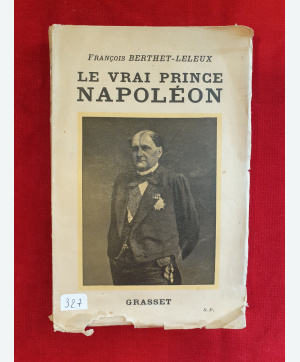 FRANÇOIS BERTHET-LELEUX
LE VRAI PRINCE
NAPOLÉON
GRASSET
327